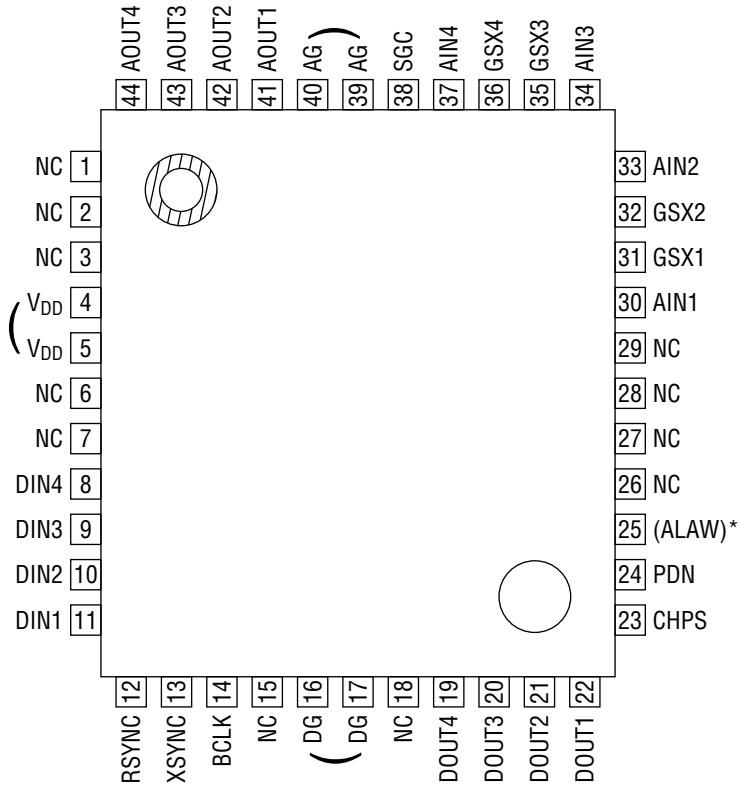 44 AOUT4
43 AOUT3
42 AOUT2
41 AOUT1
40 AG
39 AG
38 SGC
37 AIN4
36 GSX4
35 GSX3
34 AIN3
NC 1
NC 2
NC 3
VDD 4
VDD 5
NC 6
NC 7
DIN4 8
DIN3 9
DIN2 10
DIN1 11
33 AIN2
32 GSX2
31 GSX1
30 AIN1
29 NC
28 NC
27 NC
26 NC
25 (ALAW)*
24 PDN
23 CHPS
RSYNC 12
XSYNC 13
BCLK 14
NC 15
DG 16
DG 17
NC 18
DOUT4 19
DOUT3 20
DOUT2 21
DOUT1 22